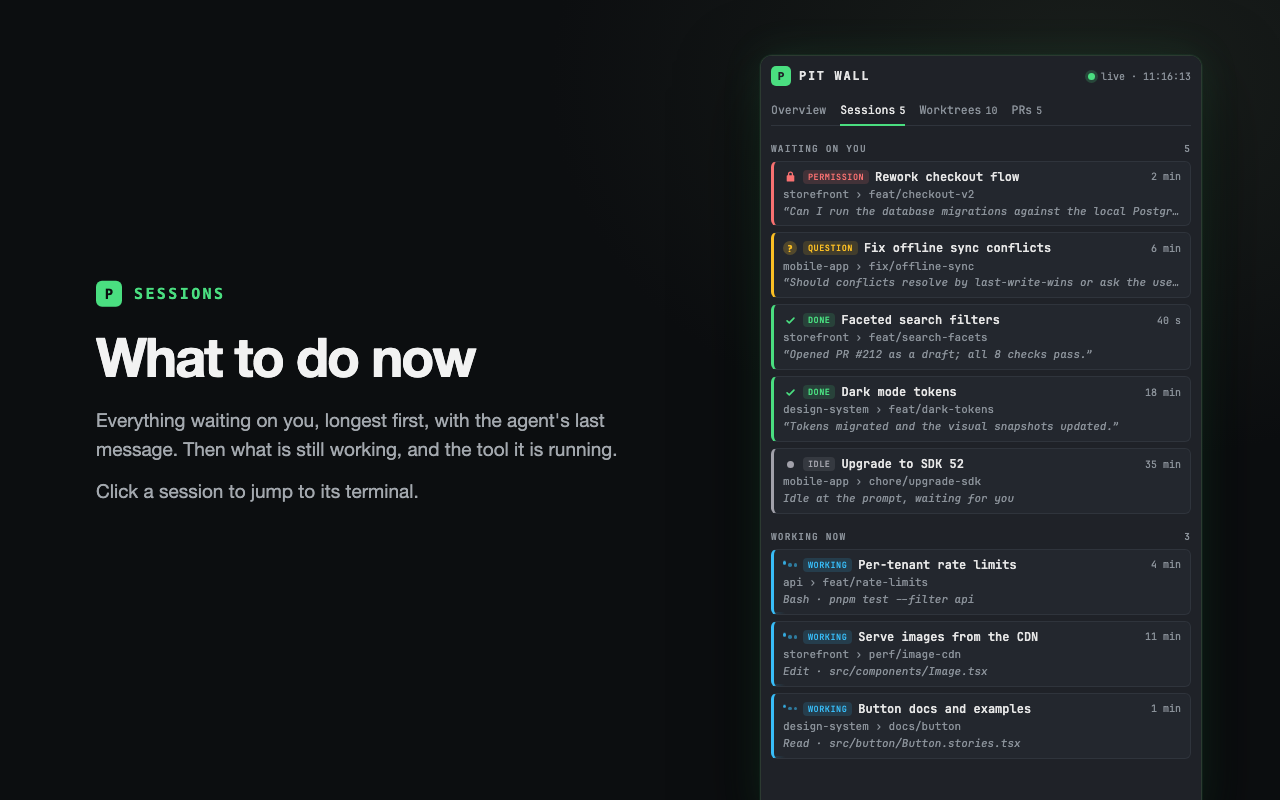 P SESSIONS
What to do now
Everything waiting on you, longest first, with the agent's last
message. Then what is still working, and the tool it is running.
Click a session to jump to its terminal.
P PIT WALL
live · 11:16:13
Overview Sessions 5 Worktrees 10 PRs 5
WAITING ON YOU 5
PERMISSION Rework checkout flow 2 min
storefront › feat/checkout-v2
“Can I run the database migrations against the local Postgr…
? QUESTION Fix offline sync conflicts 6 min
mobile-app › fix/offline-sync
“Should conflicts resolve by last-write-wins or ask the use…
DONE Faceted search filters 40 s
storefront › feat/search-facets
“Opened PR #212 as a draft; all 8 checks pass.”
DONE Dark mode tokens 18 min
design-system › feat/dark-tokens
“Tokens migrated and the visual snapshots updated.”
IDLE Upgrade to SDK 52 35 min
mobile-app › chore/upgrade-sdk
Idle at the prompt, waiting for you
WORKING NOW 3
WORKING Per-tenant rate limits 4 min
api › feat/rate-limits
Bash · pnpm test --filter api
WORKING Serve images from the CDN 11 min
storefront › perf/image-cdn
Edit · src/components/Image.tsx
WORKING Button docs and examples 1 min
design-system › docs/button
Read · src/button/Button.stories.tsx